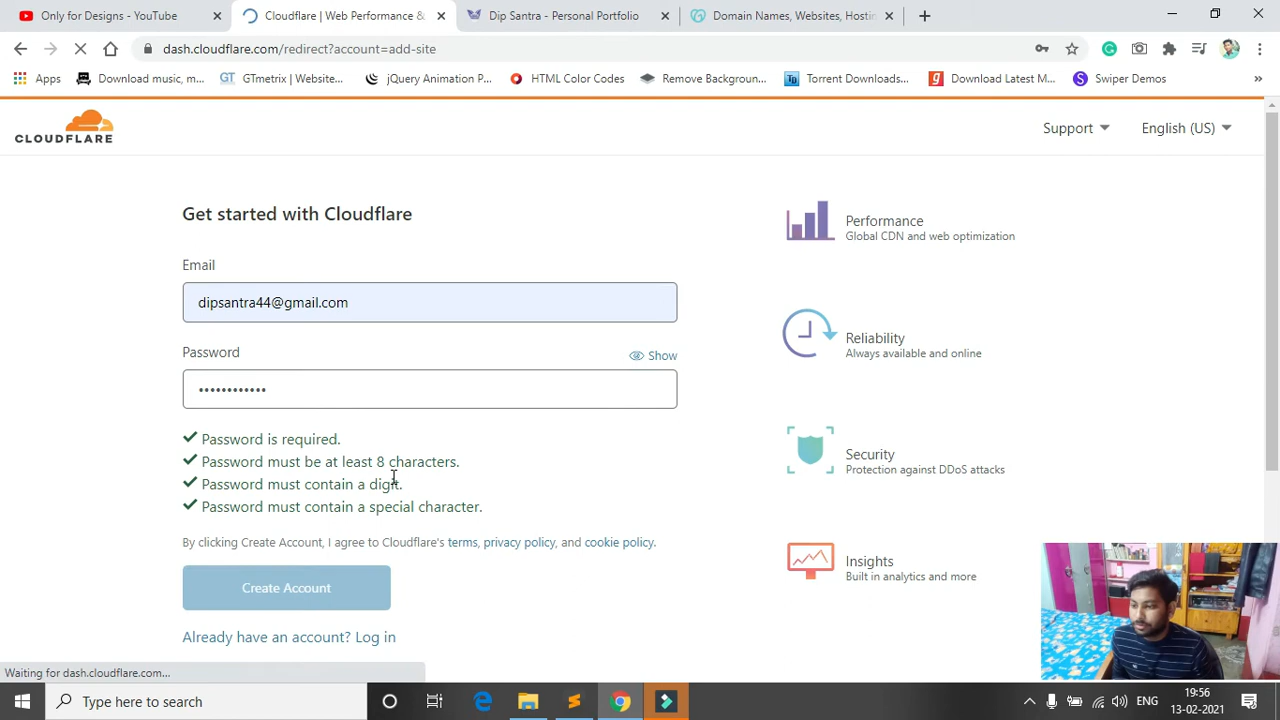 Only for Designs - YouTube
Cloudflare | Web Performance &
Dip Santra - Personal Portfolio
Domain Names, Websites, Hostin
dash.cloudflare.com/redirect?account=add-site
Apps
Download music, m...
GTmetrix | Website...
jQuery Animation P...
HTML Color Codes
Remove Backgroun...
Torrent Downloads...
Download Latest M...
Swiper Demos
CLOUDFLARE
Support
English (US)
Get started with Cloudflare
Email
dipsantra44@gmail.com
Password
Show
••••••••••••
Password is required.
Password must be at least 8 characters.
Password must contain a digit.
Password must contain a special character.
By clicking Create Account, I agree to Cloudflare's terms, privacy policy, and cookie policy.
Create Account
Already have an account? Log in
Performance
Global CDN and web optimization
Reliability
Always available and online
Security
Protection against DDoS attacks
Insights
Built in analytics and more
Waiting for dash.cloudflare.com...
Type here to search
ENG
19:56
13-02-2021